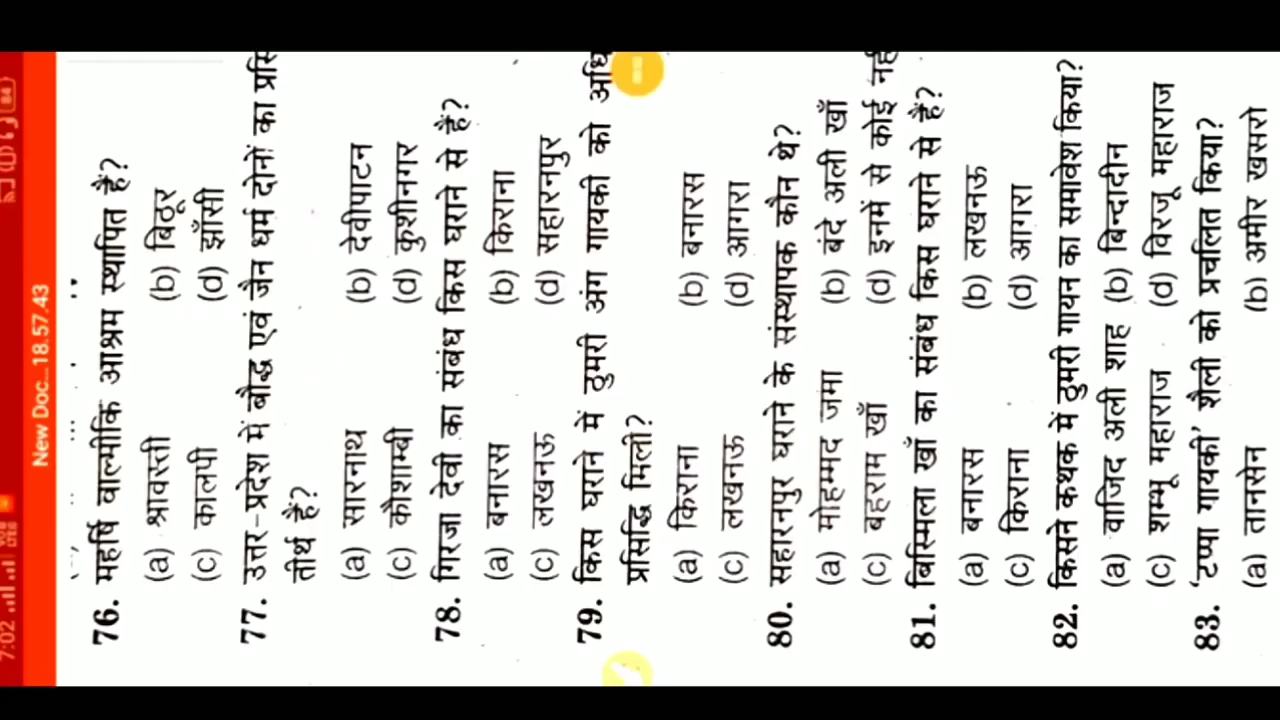 7:02
84
New Doc...18.57.43
76. महर्षि वाल्मीकि आश्रम स्थापित है?
(a) श्रावस्ती (b) बिठूर
(c) कालपी (d) झाँसी
77. उत्तर-प्रदेश में बौद्ध एवं जैन धर्म दोनों का प्रसि
तीर्थ है?
(a) सारनाथ (b) देवीपाटन
(c) कौशाम्बी (d) कुशीनगर
78. गिरजा देवी का संबंध किस घराने से है?
(a) बनारस (b) किराना
(c) लखनऊ (d) सहारनपुर
79. किस घराने में ठुमरी अंग गायकी को अधि
प्रसिद्धि मिली?
(a) किराना (b) बनारस
(c) लखनऊ (d) आगरा
80. सहारनपुर घराने के संस्थापक कौन थे?
(a) मोहम्मद जमा (b) बंदे अली खाँ
(c) बहराम खाँ (d) इनमें से कोई नह
81. बिस्मिला खाँ का संबंध किस घराने से है?
(a) बनारस (b) लखनऊ
(c) किराना (d) आगरा
82. किसने कथक में ठुमरी गायन का समावेश किया?
(a) वाजिद अली शाह (b) बिन्दादीन
(c) शम्भू महाराज (d) विरजू महाराज
83. 'टप्पा गायकी' शैली को प्रचलित किया?
(a) तानसेन (b) अमीर खुसरो